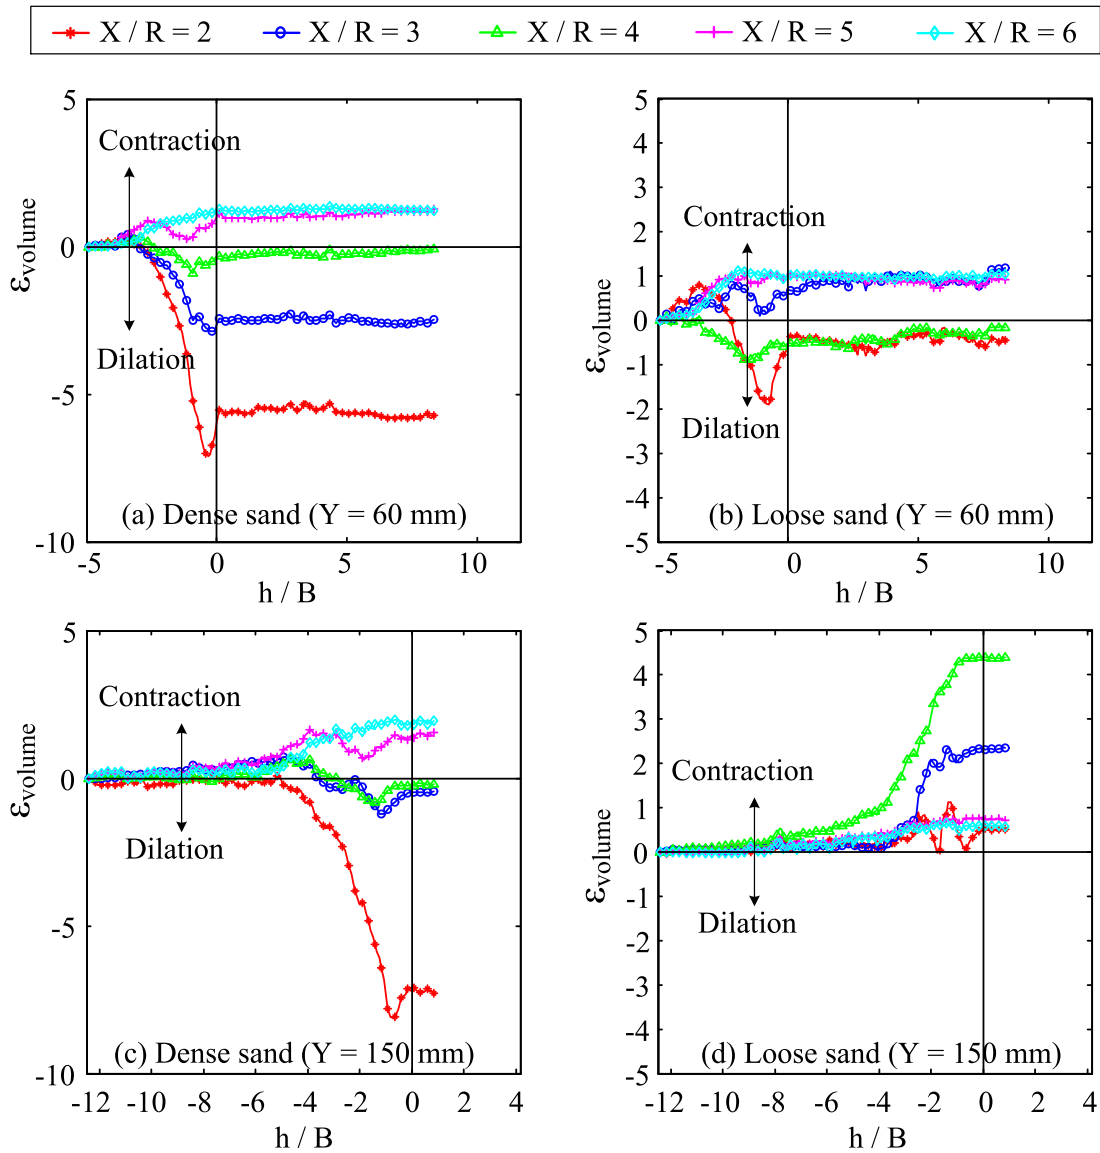 X / R = 2 X / R = 3 X / R = 4 X / R = 5 X / R = 6
5
0
-5
-10
εvolume
Contraction
Dilation
(a) Dense sand (Y = 60 mm)
-5 0 5 10
h / B
5
4
3
2
1
0
-1
-2
-3
-4
-5
εvolume
Contraction
Dilation
(b) Loose sand (Y = 60 mm)
-5 0 5 10
h / B
5
0
-5
-10
εvolume
Contraction
Dilation
(c) Dense sand (Y = 150 mm)
-12 -10 -8 -6 -4 -2 0 2 4
h / B
5
4
3
2
1
0
-1
-2
-3
-4
-5
εvolume
Contraction
Dilation
(d) Loose sand (Y = 150 mm)
-12 -10 -8 -6 -4 -2 0 2 4
h / B